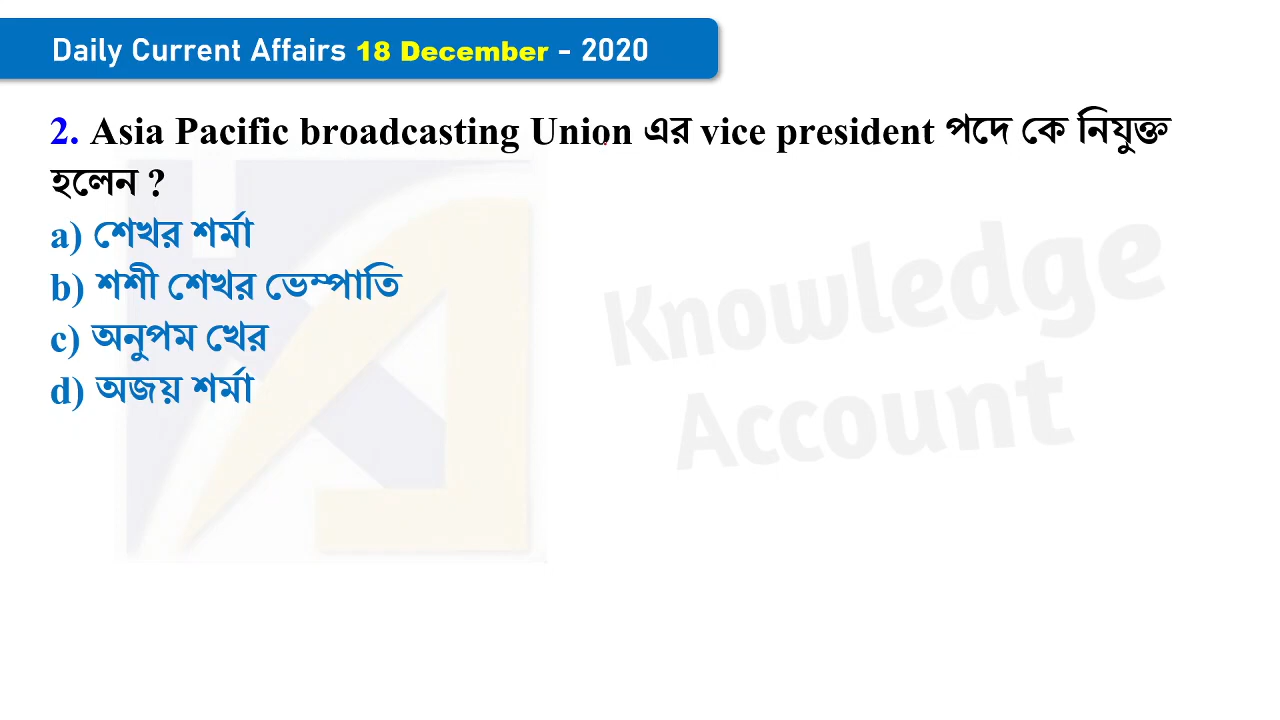 Daily Current Affairs 18 December - 2020
2. Asia Pacific broadcasting Union এর vice president পদে কে নিযুক্ত
হলেন ?
a) শেখর শর্মা
b) শশী শেখর ভেম্পাতি
c) অনুপম খের
d) অজয় শর্মা
Knowledge
Account